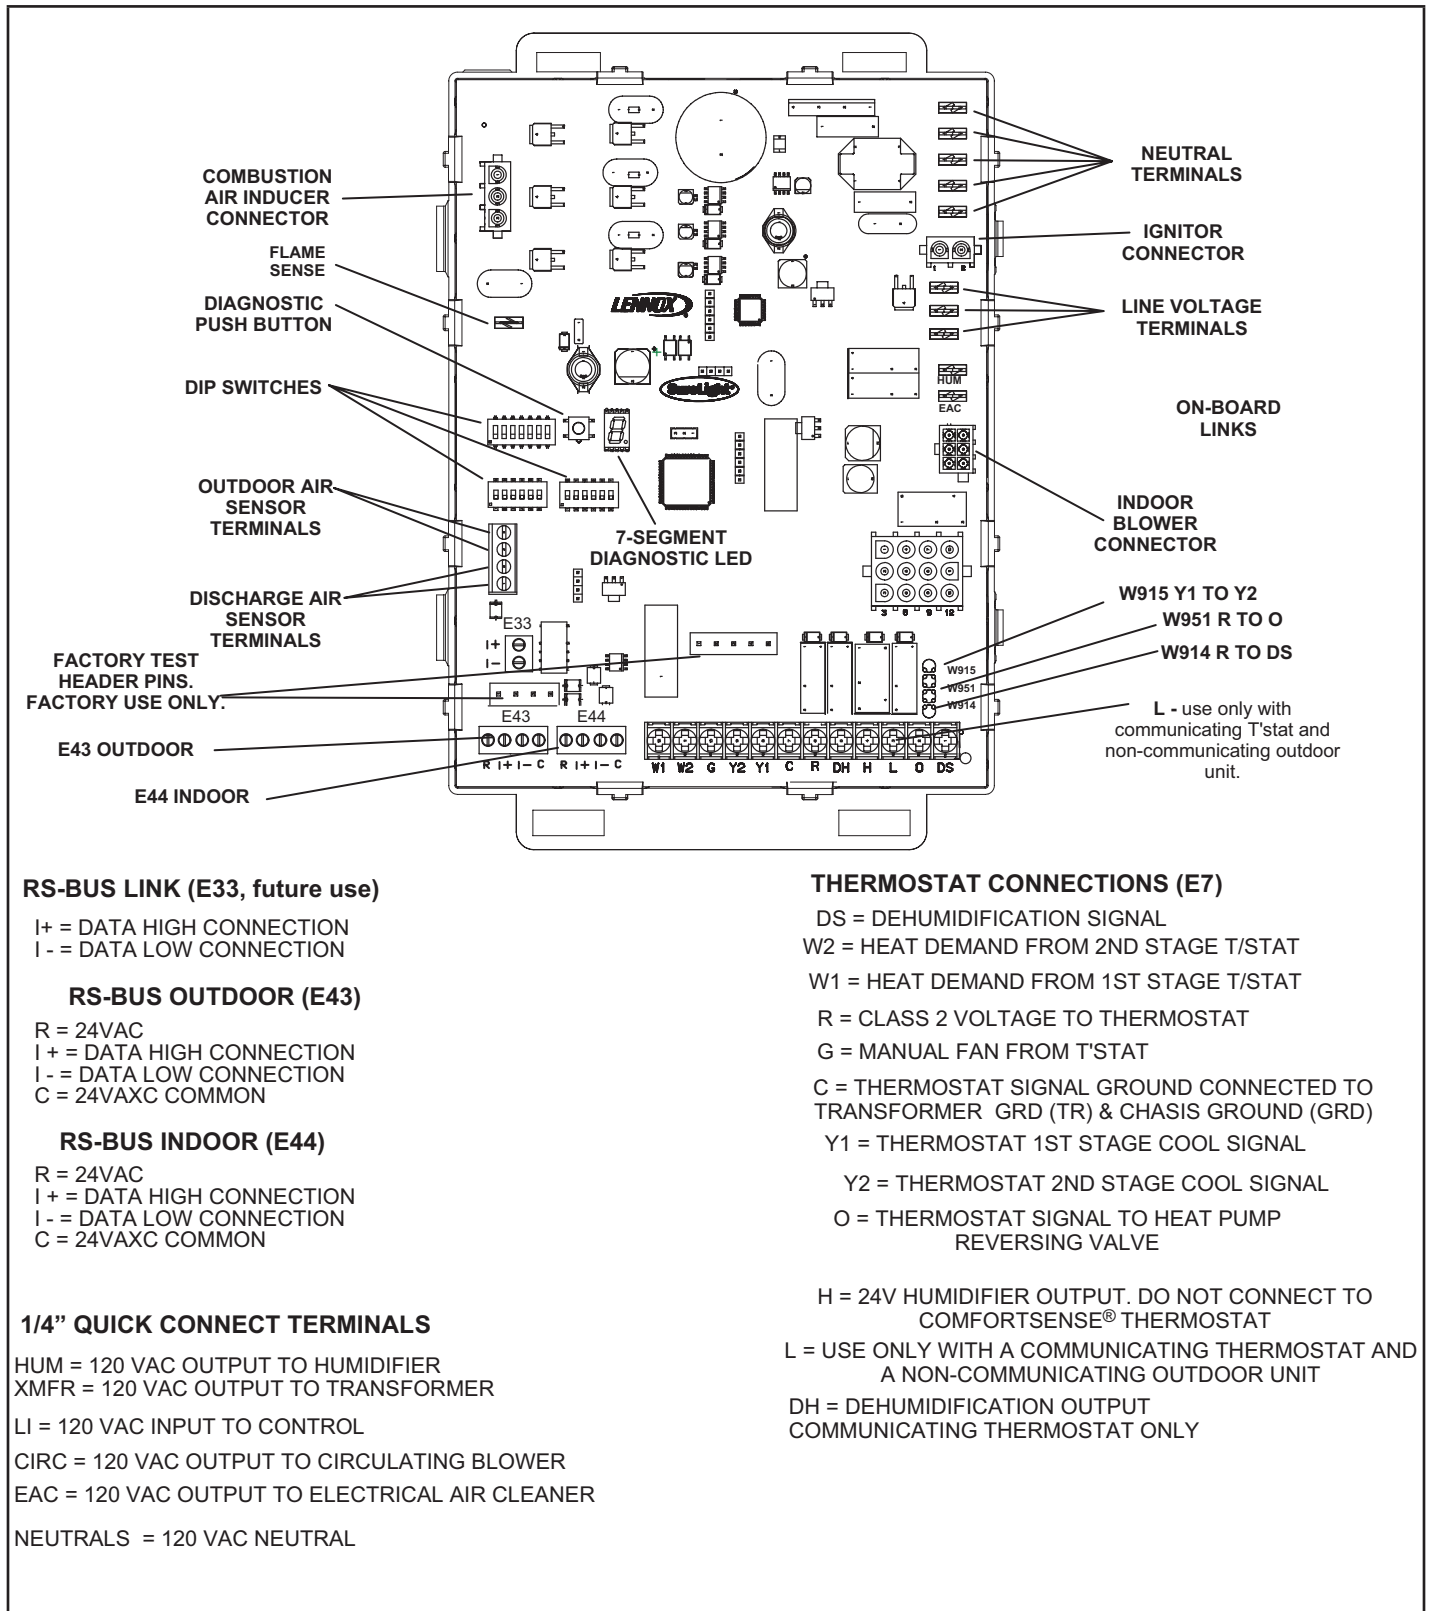 COMBUSTION
AIR INDUCER
CONNECTOR
FLAME
SENSE
DIAGNOSTIC
PUSH BUTTON
DIP SWITCHES
OUTDOOR AIR
SENSOR
TERMINALS
DISCHARGE AIR
SENSOR
TERMINALS
FACTORY TEST
HEADER PINS.
FACTORY USE ONLY.
E43 OUTDOOR
E44 INDOOR
LENNOX
SureLight®
7-SEGMENT
DIAGNOSTIC LED
E33
I+
I-
E43
E44
R I+ I- C
R I+ I- C
1 2
HUM
EAC
3 6 9 12
W915
W951
W914
W1 W2 G Y2 Y1 C R DH H L O DS
NEUTRAL
TERMINALS
IGNITOR
CONNECTOR
LINE VOLTAGE
TERMINALS
ON-BOARD
LINKS
INDOOR
BLOWER
CONNECTOR
W915 Y1 TO Y2
W951 R TO O
W914 R TO DS
L - use only with
communicating T'stat and
non-communicating outdoor
unit.
RS-BUS LINK (E33, future use)
I+ = DATA HIGH CONNECTION
I - = DATA LOW CONNECTION
RS-BUS OUTDOOR (E43)
R = 24VAC
I + = DATA HIGH CONNECTION
I - = DATA LOW CONNECTION
C = 24VAXC COMMON
RS-BUS INDOOR (E44)
R = 24VAC
I + = DATA HIGH CONNECTION
I - = DATA LOW CONNECTION
C = 24VAXC COMMON
1/4” QUICK CONNECT TERMINALS
HUM = 120 VAC OUTPUT TO HUMIDIFIER
XMFR = 120 VAC OUTPUT TO TRANSFORMER
LI = 120 VAC INPUT TO CONTROL
CIRC = 120 VAC OUTPUT TO CIRCULATING BLOWER
EAC = 120 VAC OUTPUT TO ELECTRICAL AIR CLEANER
NEUTRALS = 120 VAC NEUTRAL
THERMOSTAT CONNECTIONS (E7)
DS = DEHUMIDIFICATION SIGNAL
W2 = HEAT DEMAND FROM 2ND STAGE T/STAT
W1 = HEAT DEMAND FROM 1ST STAGE T/STAT
R = CLASS 2 VOLTAGE TO THERMOSTAT
G = MANUAL FAN FROM T'STAT
C = THERMOSTAT SIGNAL GROUND CONNECTED TO
TRANSFORMER GRD (TR) & CHASIS GROUND (GRD)
Y1 = THERMOSTAT 1ST STAGE COOL SIGNAL
Y2 = THERMOSTAT 2ND STAGE COOL SIGNAL
O = THERMOSTAT SIGNAL TO HEAT PUMP
REVERSING VALVE
H = 24V HUMIDIFIER OUTPUT. DO NOT CONNECT TO
COMFORTSENSE® THERMOSTAT
L = USE ONLY WITH A COMMUNICATING THERMOSTAT AND
A NON-COMMUNICATING OUTDOOR UNIT
DH = DEHUMIDIFICATION OUTPUT
COMMUNICATING THERMOSTAT ONLY